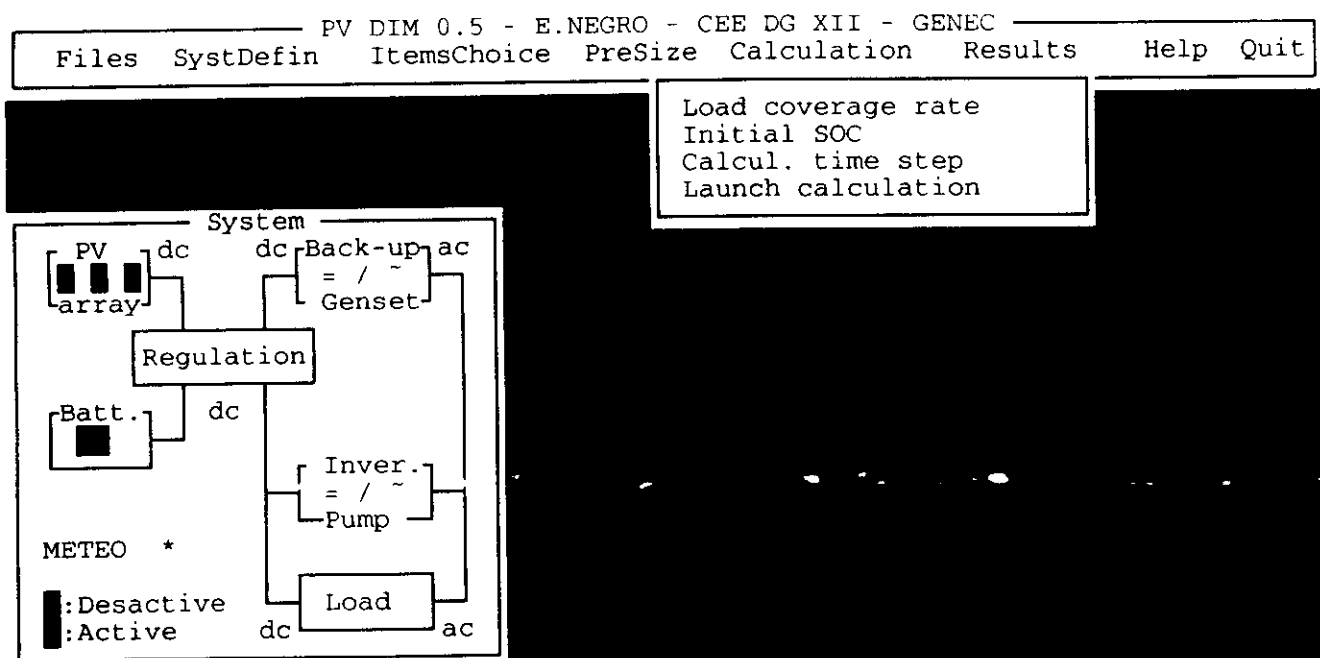 PV DIM 0.5 - E.NEGRO - CEE DG XII - GENEC
Files SystDefin ItemsChoice PreSize Calculation Results Help Quit
Load coverage rate
Initial SOC
Calcul. time step
Launch calculation
System
PV dc dc Back-up ac
= / ~
array Genset
Regulation
Batt. dc
Inver.
= / ~
Pump
METEO *
:Desactive Load
:Active dc ac